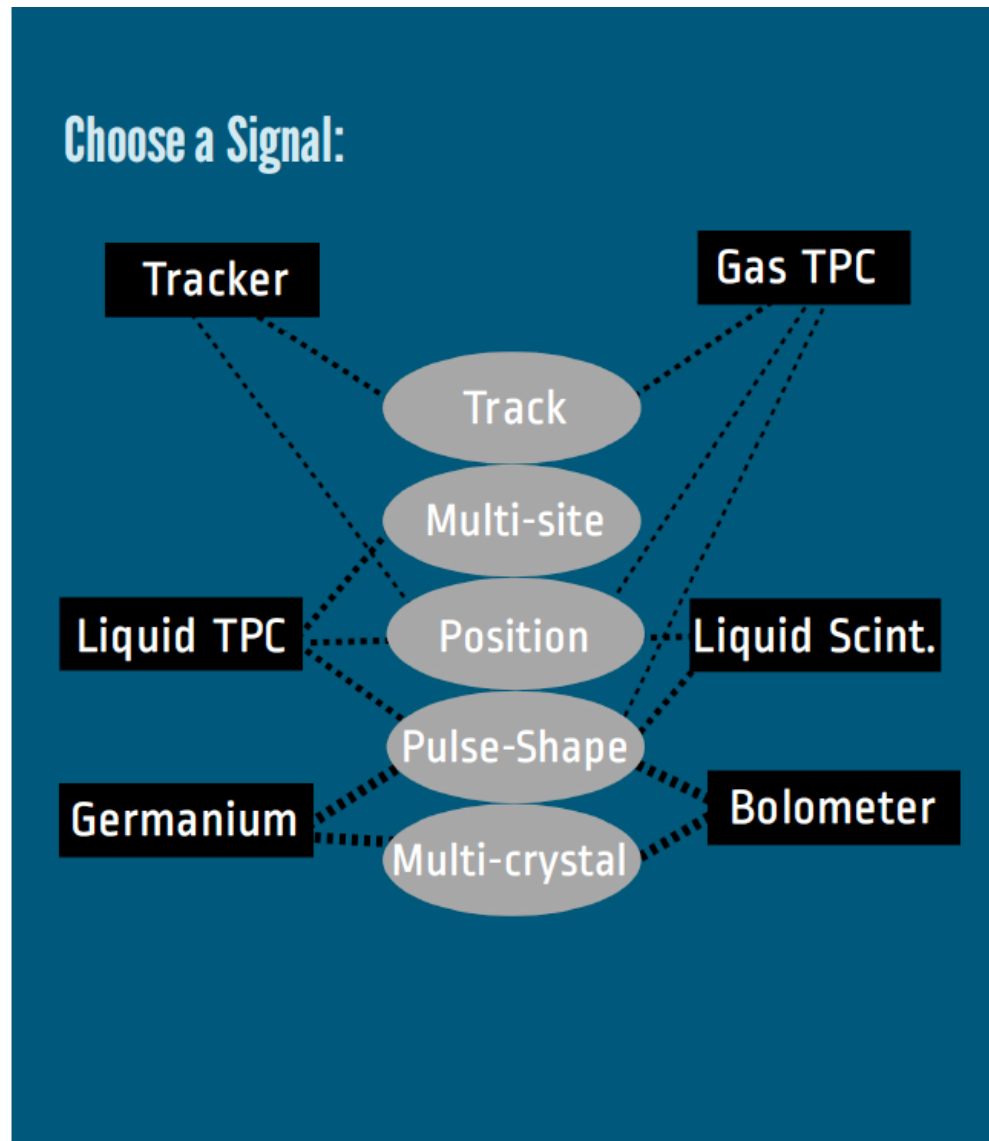 Choose a Signal:
Tracker
Gas TPC
Track
Multi-site
Liquid TPC
Position
Liquid Scint.
Pulse-Shape
Germanium
Bolometer
Multi-crystal